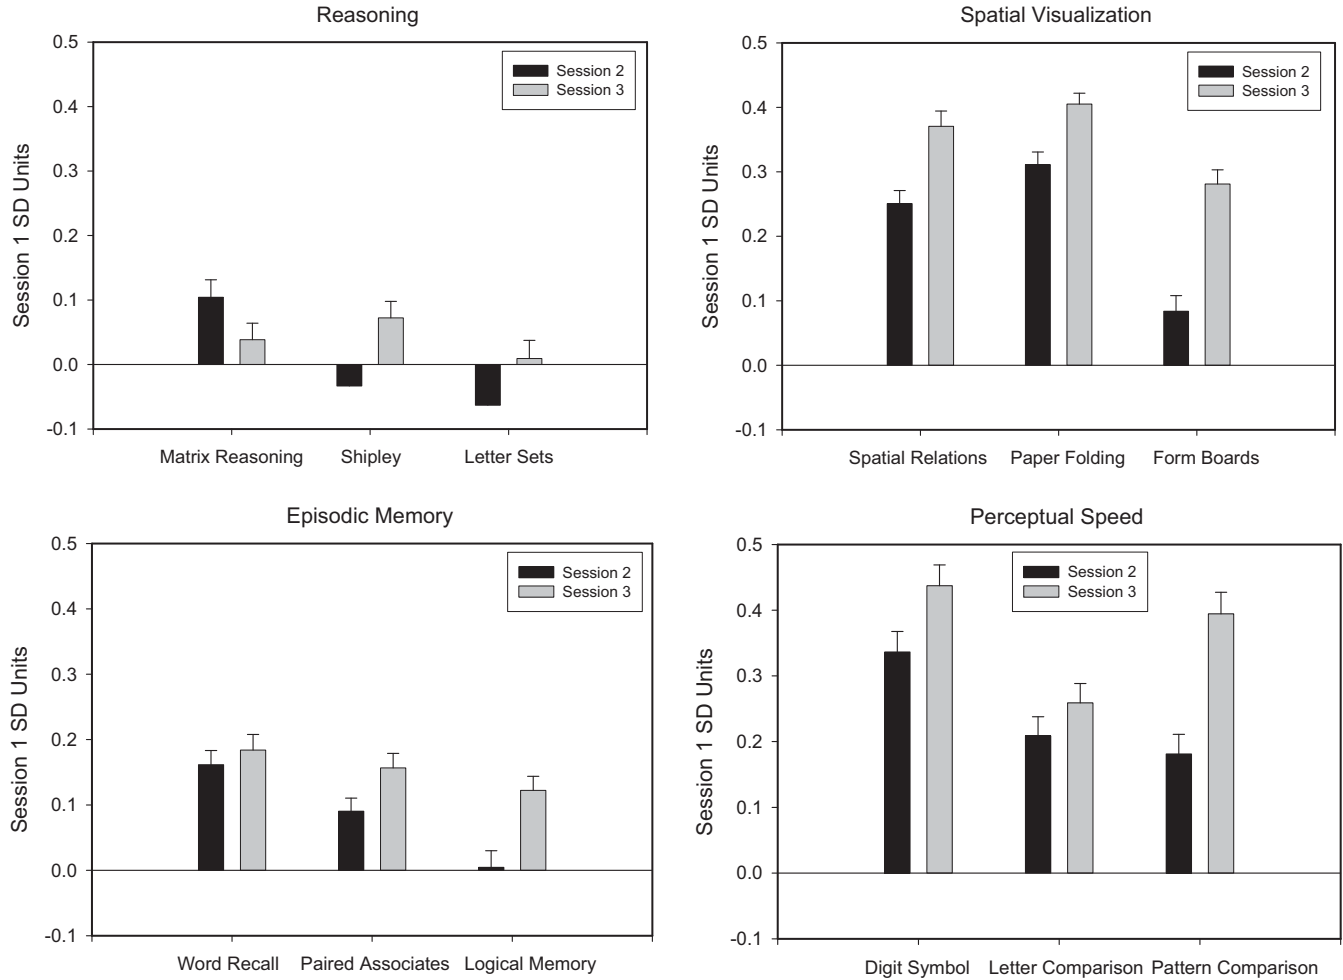 Reasoning
0.5
0.4
0.3
0.2
0.1
0.0
-0.1
Session 1 SD Units
Session 2
Session 3
Matrix Reasoning Shipley Letter Sets
Spatial Visualization
0.5
0.4
0.3
0.2
0.1
0.0
-0.1
Session 1 SD Units
Session 2
Session 3
Spatial Relations Paper Folding Form Boards
Episodic Memory
0.5
0.4
0.3
0.2
0.1
0.0
-0.1
Session 1 SD Units
Session 2
Session 3
Word Recall Paired Associates Logical Memory
Perceptual Speed
0.5
0.4
0.3
0.2
0.1
0.0
-0.1
Session 1 SD Units
Session 2
Session 3
Digit Symbol Letter Comparison Pattern Comparison